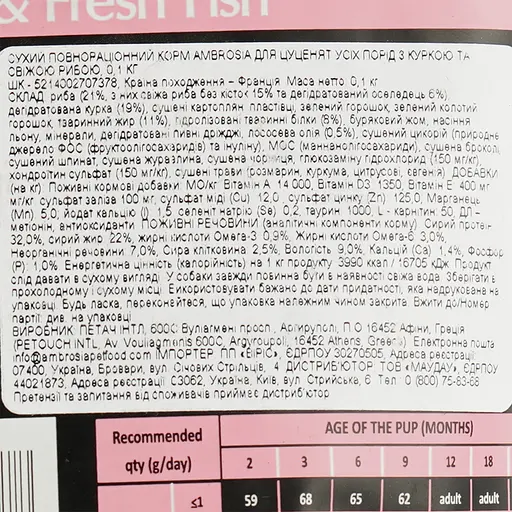 & Fresh Fish
СУХИЙ ПОВНОРАЦІОННИЙ КОРМ AMBROSIA ДЛЯ ЦУЦЕНЯТ УСІХ ПОРІД З КУРКОЮ ТА
СВІЖОЮ РИБОЮ, 0,1 КГ
ШК - 5214002707378, Країна походження – Франція. Маса нетто: 0,1 кг
СКЛАД: риба (21%, з них свіжа риба без кісток 15% та дегідратований оселедець 6%),
дегідратована курка (19%), сушені картопляні пластівці, зелений горошок, зелений колотий
горошок, тваринний жир (11%), гідролізовані тваринні білки (8%), буряковий жом, насіння
льону, мінерали, дегідратовані пивні дріжджі, лососева олія (0,5%), сушений цикорій (природне
джерело ФОС (фруктоолігосахаридів) та інуліну), МОС (маннанолігосахариди), сушена броколі,
сушений шпинат, сушена журавлина, сушена чорниця, глюкозаміну гідрохлорид (150 мг/кг),
хондроїтин сульфат (150 мг/кг), сушені трави (розмарин, куркума, цитрусові, євгенія). ДОБАВКИ
(на кг): Поживні кормові добавки: МО/кг: Вітамін А 14 000, Вітамін D3 1350, Вітамін Е 400 мг
мг/кг: сульфат заліза 100 мг, сульфат міді (Cu) 12,0, сульфат цинку (Zn) 125,0, Марганець
(Mn) 5,0, йодат кальцію (I) 1,5, селеніт натрію (Se) 0,2, таурин 1000, L - карнітин 50, ДЛ –
метіонін, антиоксиданти. ПОЖИВНІ РЕЧОВИНИ (аналітичні компоненти корму): Сирий протеїн
32,0%, сирий жир 22%, жирні кислоти Омега-3 0,9%, Жирні кислоти Омега-6 3,0%,
Неорганічні речовини 7,0%, Сира клітковина 2,5%, Вологість 9,0%, Кальцій (Ca) 1,4%, Фосфор
(P) 1,0%. Енергетична цінність (калорійність) на 1 кг продукту 3990 ккал / 16705 кДж. Продукт
слід давати в сухому вигляді. У собаки завжди повинна бути в наявності свіжа вода. Зберігати в
прохолодному і сухому місці. Використовувати бажано до дати придатності, яка надрукована на
упаковці. Будь ласка, переконайтеся, що упаковка належним чином закрита. Вжити до/Номер
партії: див. на упаковці.
ВИРОБНИК: ПЕТАЧ ІНТЛ, 600С Вуліагмені просп., Аргируполі, П.О. 16452 Афіни, Греція
(PETOUCH INTL, Av. Vouliagmenis 600C, Argyroupoli, 16452 Athens, Greece). Електронна пошта:
info@ambrosiapetfood.com ІМПОРТЕР: ПП «ЕІРІС», ЄДРПОУ 30270505, Адреса реєстрації:
07400, Україна, Бровари, вул. Січових Стрільців, 4. ДИСТРИБ'ЮТОР: ТОВ «МАУДАУ», ЄДРПОУ
44021873, Адреса реєстрації: 03062, Україна, Київ, вул. Стрийська, 6. Тел.: 0 (800) 75-83-68
Претензії та запитання від споживачів приймає дистриб'ютор.
Recommended qty (g/day) AGE OF THE PUP (MONTHS)
2 3 6 9 12 18
≤1 59 68 65 62 adult adult